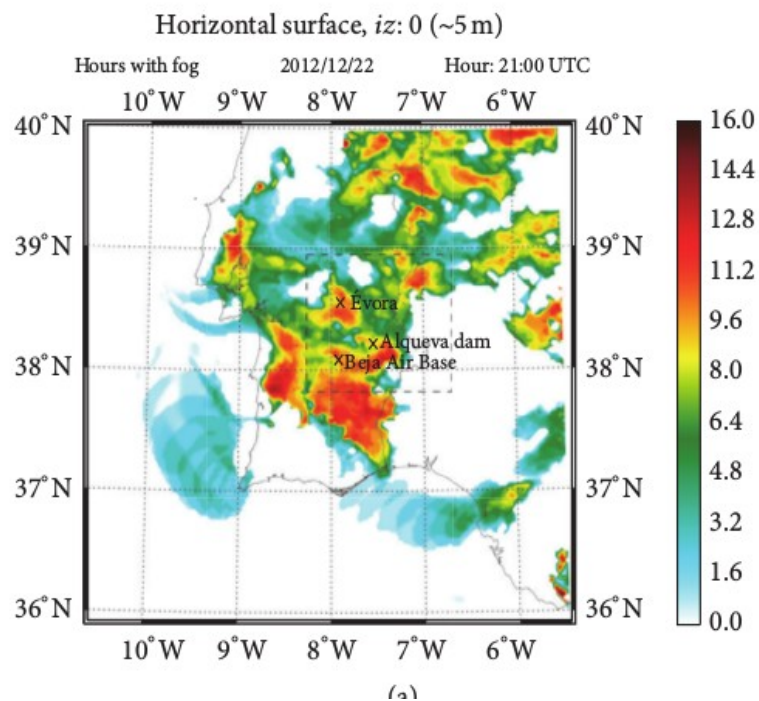 Horizontal surface, iz: 0 (~5 m)
Hours with fog 2012/12/22 Hour: 21:00 UTC
10°W 9°W 8°W 7°W 6°W
40°N 40°N 16.0
14.4
39°N 39°N 12.8
11.2
Évora 9.6
Alqueva dam
38°N Beja Air Base 38°N 8.0
6.4
37°N 37°N 4.8
3.2
1.6
36°N 36°N 0.0
10°W 9°W 8°W 7°W 6°W
(a)